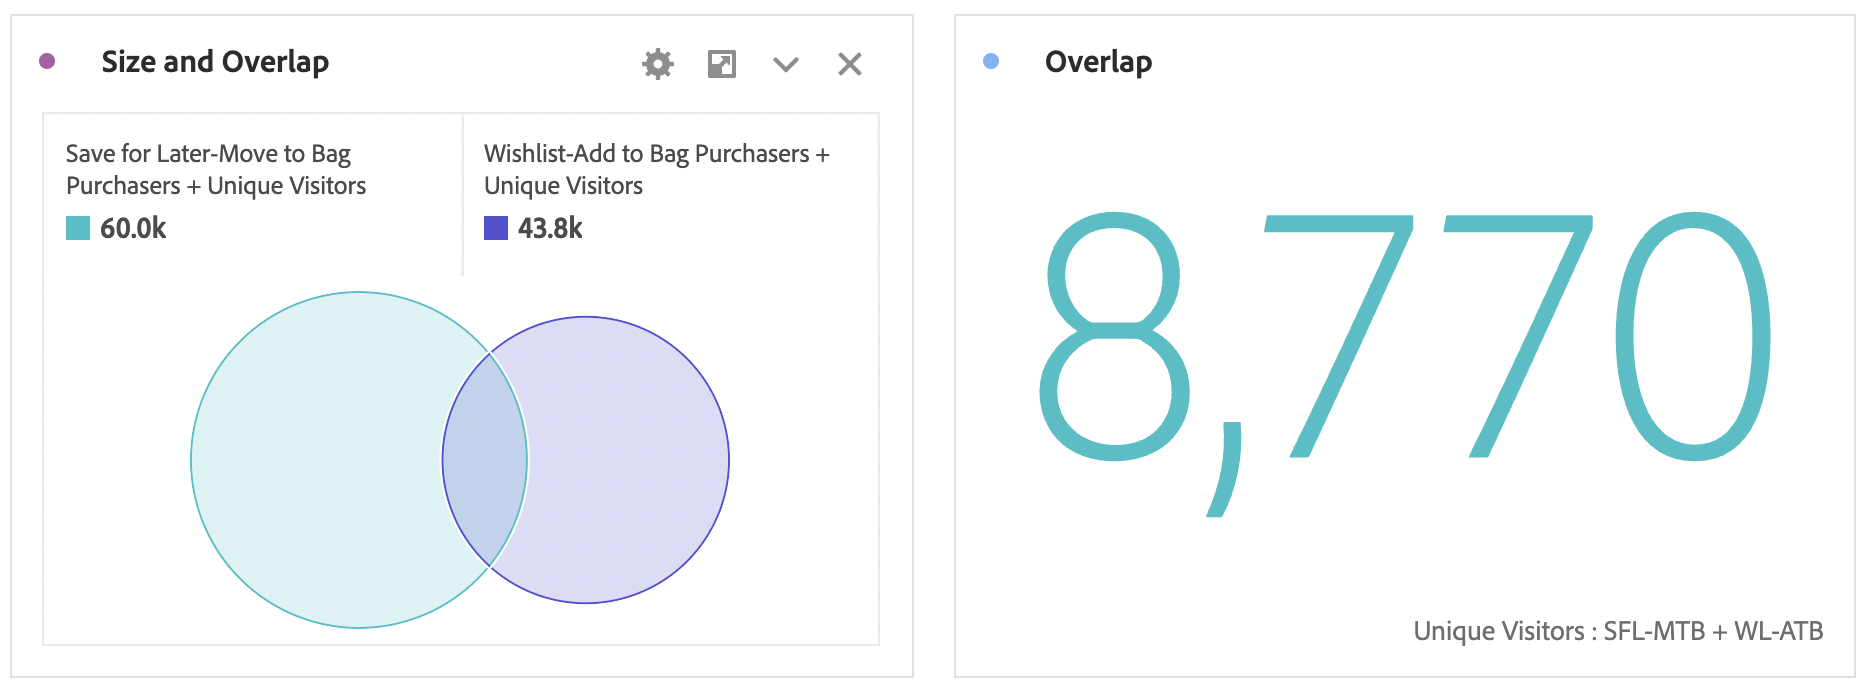 Size and Overlap
Save for Later-Move to Bag
Purchasers + Unique Visitors
60.0k
Wishlist-Add to Bag Purchasers +
Unique Visitors
43.8k
Overlap
8,770
Unique Visitors : SFL-MTB + WL-ATB